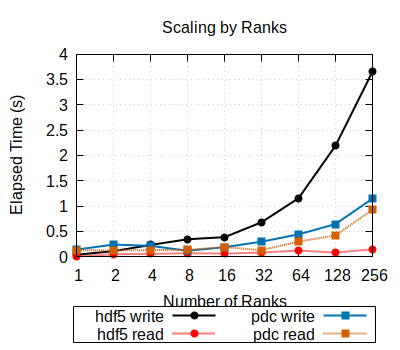 Scaling by Ranks
4
3.5
3
2.5
2
1.5
1
0.5
0
Elapsed Time (s)
1 2 4 8 16 32 64 128 256
Number of Ranks
hdf5 write pdc write
hdf5 read pdc read